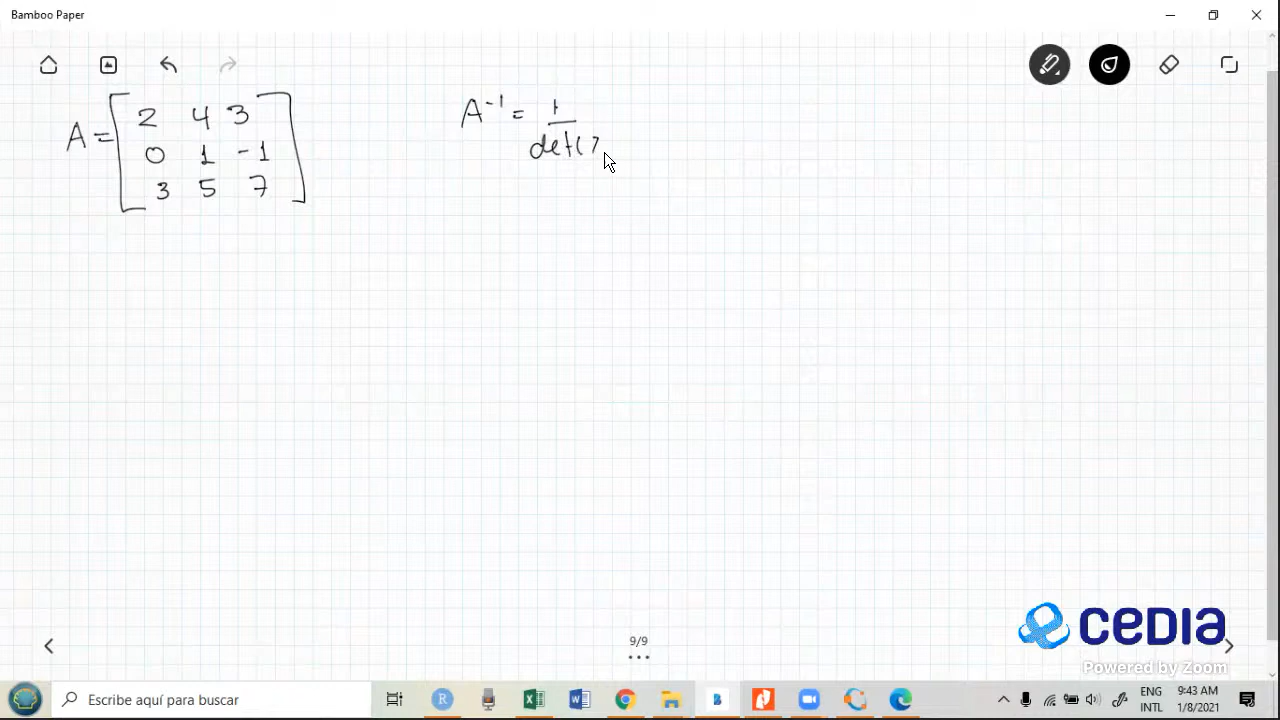 Bamboo Paper
A = [ 2 4 3
0 1 -1
3 5 7 ]
A⁻¹ = 1
det(
9/9
CEDIA
Powered by Zoom
Escribe aquí para buscar
ENG
INTL
9:43 AM
1/8/2021